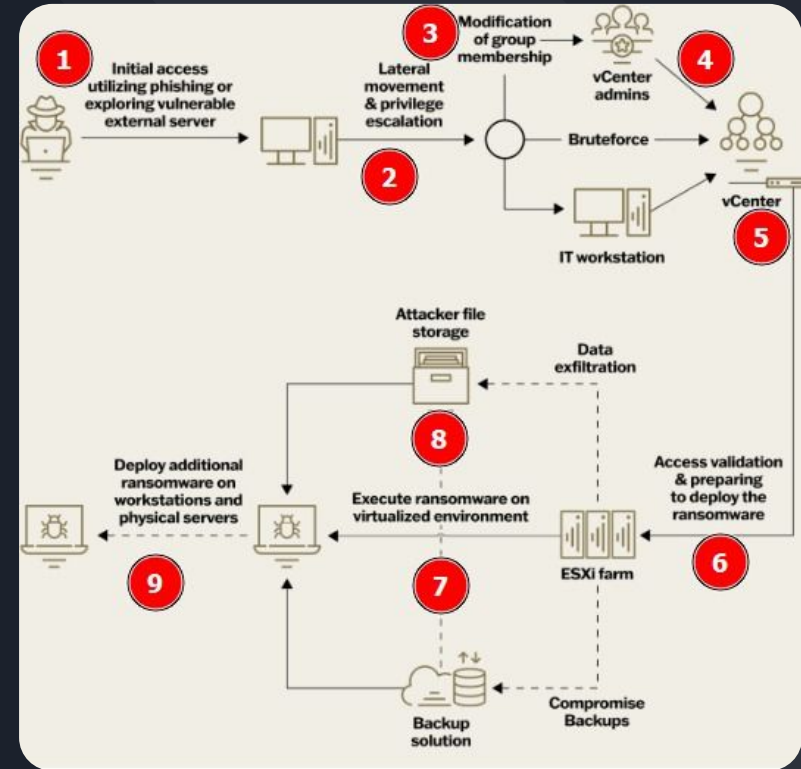 1
Initial access
utilizing phishing or
exploring vulnerable
external server
2
Lateral
movement
& privilege
escalation
3
Modification
of group
membership
vCenter
admins
4
Bruteforce
IT workstation
vCenter
5
Attacker file
storage
Data
exfiltration
8
Access validation
& preparing
to deploy the
ransomware
6
ESXi farm
Execute ransomware on
virtualized environment
7
Deploy additional
ransomware on
workstations and
physical servers
9
Compromise
Backups
Backup
solution